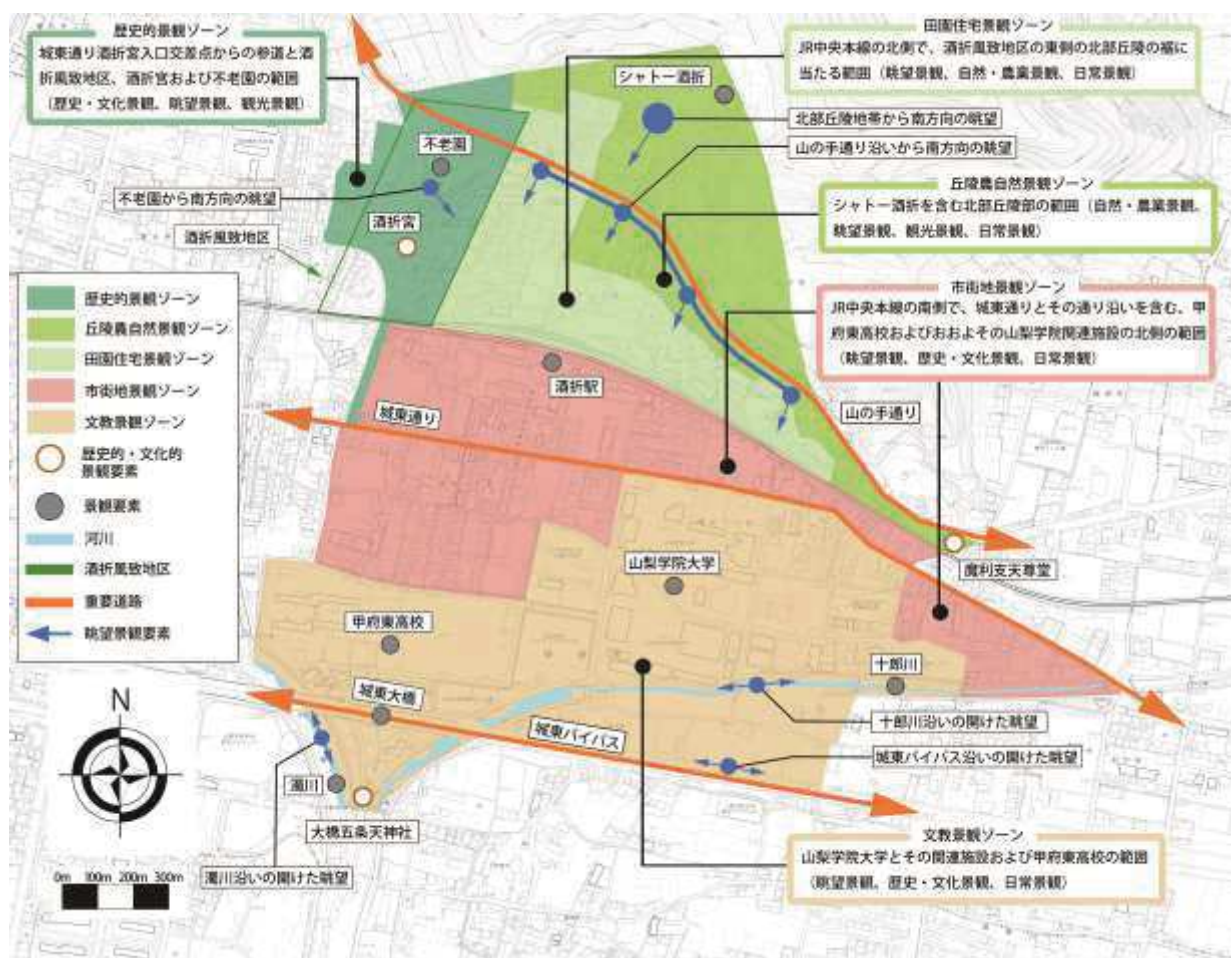 歴史的景観ゾーン
城東通り酒折宮入口交差点からの参道と酒
折風致地区、酒折宮および不老園の範囲
（歴史・文化景観、眺望景観、観光景観）
田園住宅景観ゾーン
JR中央本線の北側で、酒折風致地区の東側の北部丘陵の裾に
当たる範囲（眺望景観、自然・農業景観、日常景観）
シャトー酒折
北部丘陵地帯から南方向の眺望
山の手通り沿いから南方向の眺望
不老園
不老園から南方向の眺望
酒折宮
酒折風致地区
丘陵農自然景観ゾーン
シャトー酒折を含む北部丘陵部の範囲（自然・農業景観、
眺望景観、観光景観、日常景観）
市街地景観ゾーン
JR中央本線の南側で、城東通りとその通り沿いを含む、甲
府東高校およびおおよその山梨学院関連施設の北側の範囲
（眺望景観、歴史・文化景観、日常景観）
歴史的景観ゾーン
丘陵農自然景観ゾーン
田園住宅景観ゾーン
市街地景観ゾーン
文教景観ゾーン
歴史的・文化的
景観要素
景観要素
河川
酒折風致地区
重要道路
眺望景観要素
酒折駅
城東通り
山の手通り
山梨学院大学
摩利支天尊堂
甲府東高校
十郎川
城東大橋
城東バイパス
十郎川沿いの開けた眺望
城東バイパス沿いの開けた眺望
濁川
大橋五条天神社
濁川沿いの開けた眺望
文教景観ゾーン
山梨学院大学とその関連施設および甲府東高校の範囲
（眺望景観、歴史・文化景観、日常景観）
N
0m 100m 200m 300m